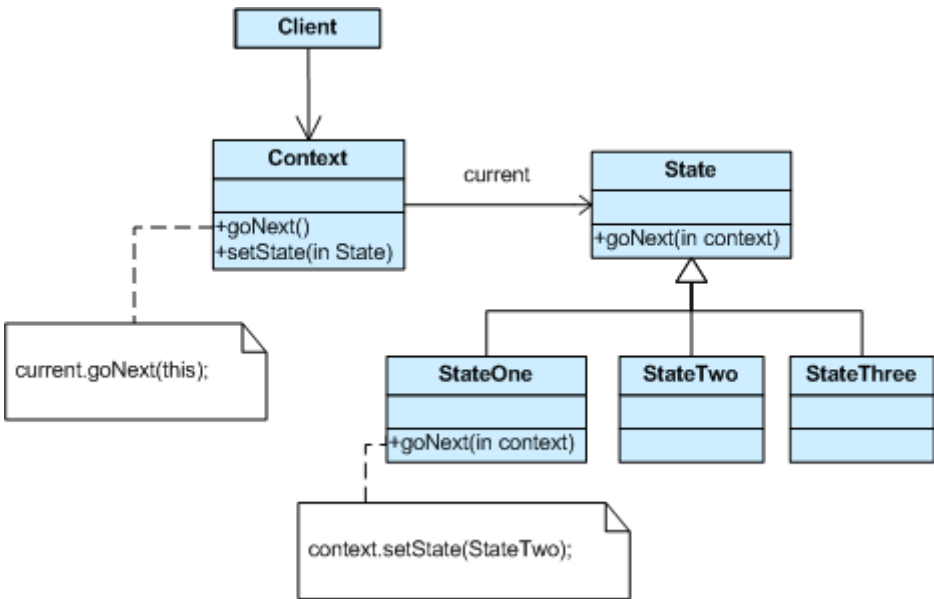 Client
Context
+goNext()
+setState(in State)
current
State
+goNext(in context)
current.goNext(this);
StateOne
+goNext(in context)
StateTwo
StateThree
context.setState(StateTwo);